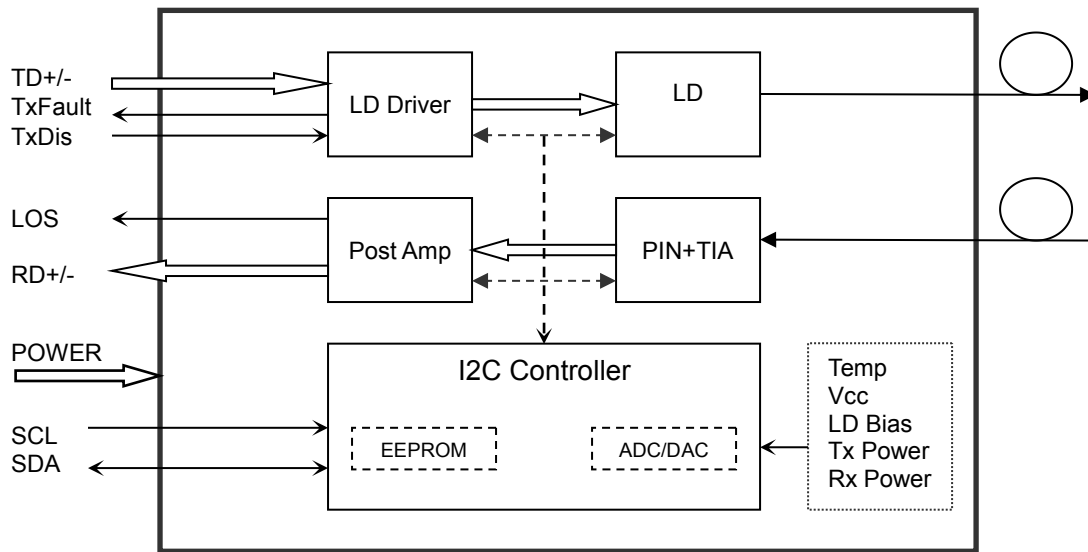 TD+/-
TxFault
TxDis
LD Driver
LD
LOS
RD+/-
Post Amp
PIN+TIA
POWER
SCL
SDA
I2C Controller
EEPROM
ADC/DAC
Temp
Vcc
LD Bias
Tx Power
Rx Power